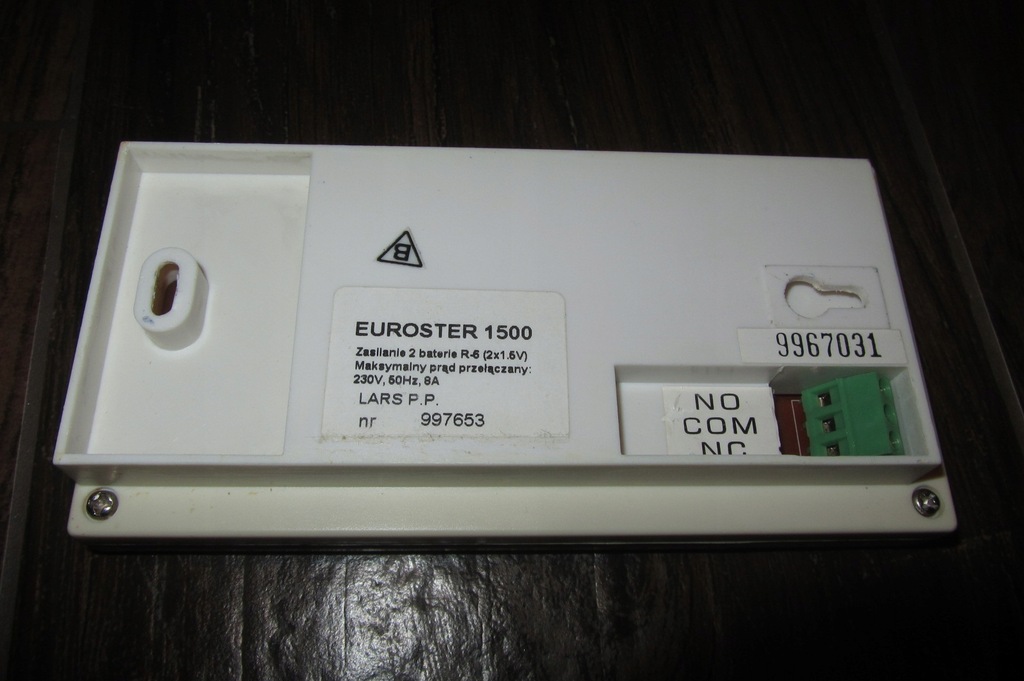 B
EUROSTER 1500
Zasilanie 2 baterie R-6 (2x1.5V)
Maksymalny prąd przełączany:
230V, 50Hz, 8A
LARS P.P.
nr 997653
9967031
NO
COM
NC